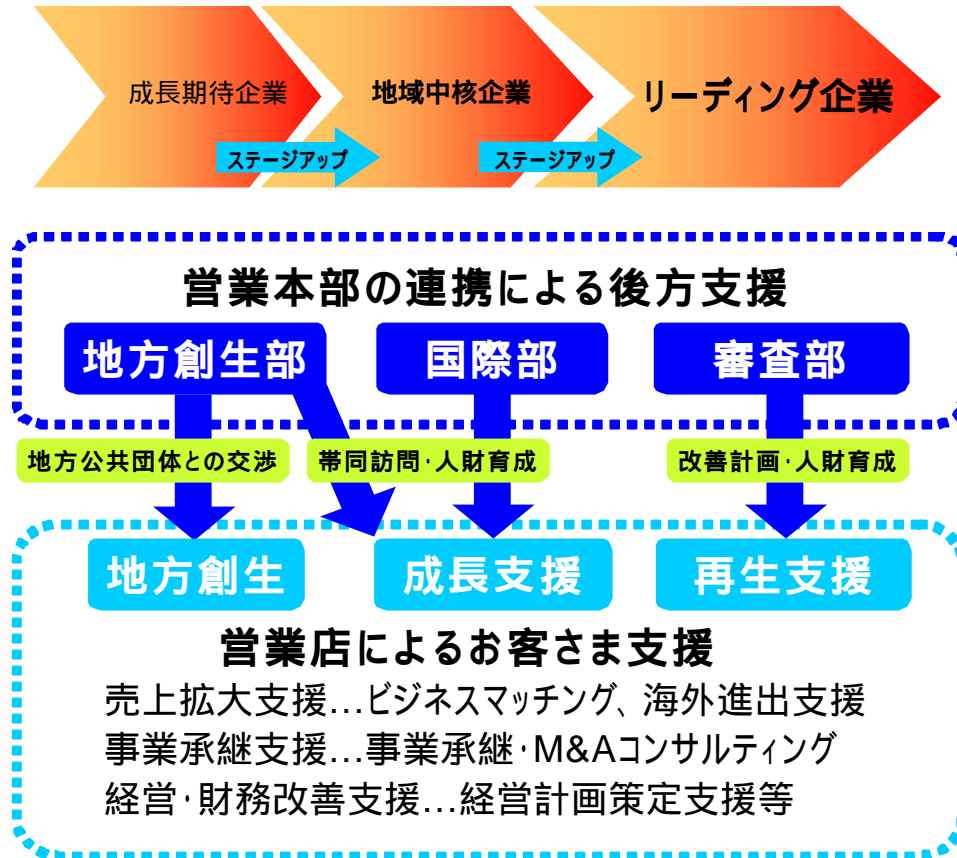 成長期待企業
地域中核企業
リーディング企業
ステージアップ
ステージアップ
営業本部の連携による後方支援
地方創生部
国際部
審査部
地方公共団体との交渉
帯同訪問・人財育成
改善計画・人財育成
地方創生
成長支援
再生支援
営業店によるお客さま支援
売上拡大支援…ビジネスマッチング、海外進出支援
事業承継支援…事業承継・M&Aコンサルティング
経営・財務改善支援…経営計画策定支援等